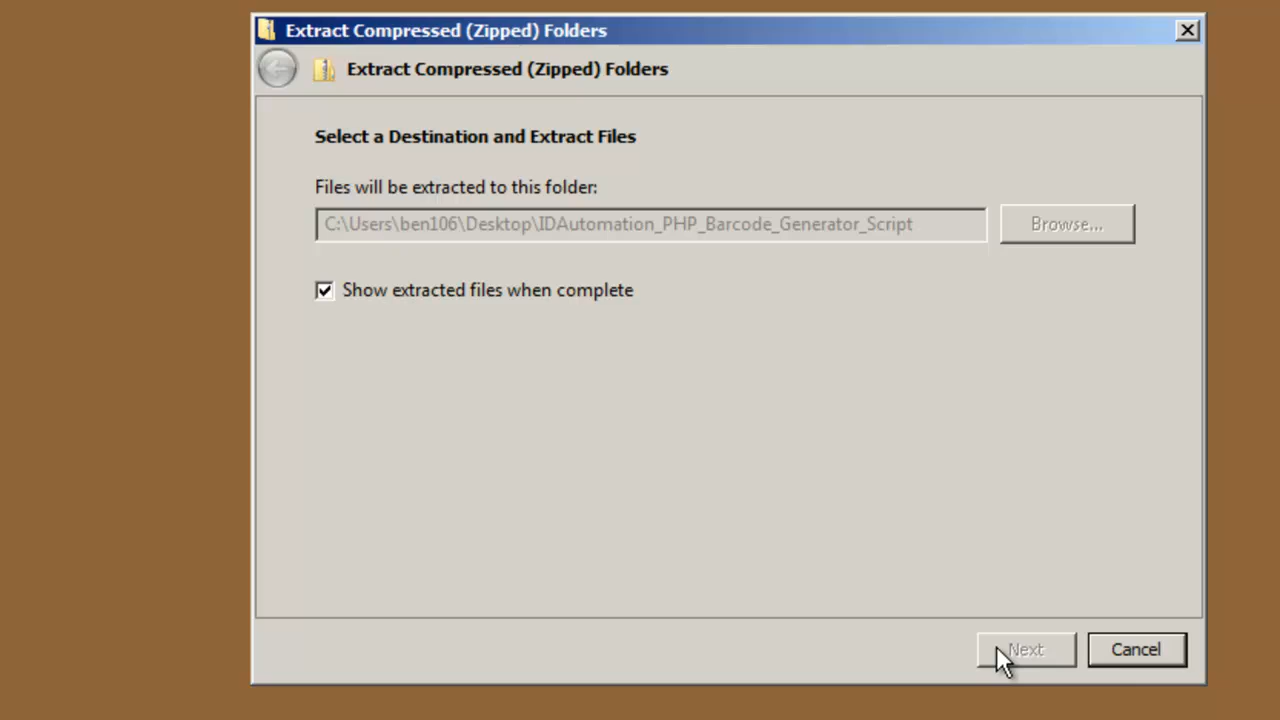 Extract Compressed (Zipped) Folders
Extract Compressed (Zipped) Folders
Select a Destination and Extract Files
Files will be extracted to this folder:
C:\Users\ben106\Desktop\IDAutomation_PHP_Barcode_Generator_Script
Browse...
Show extracted files when complete
Next
Cancel